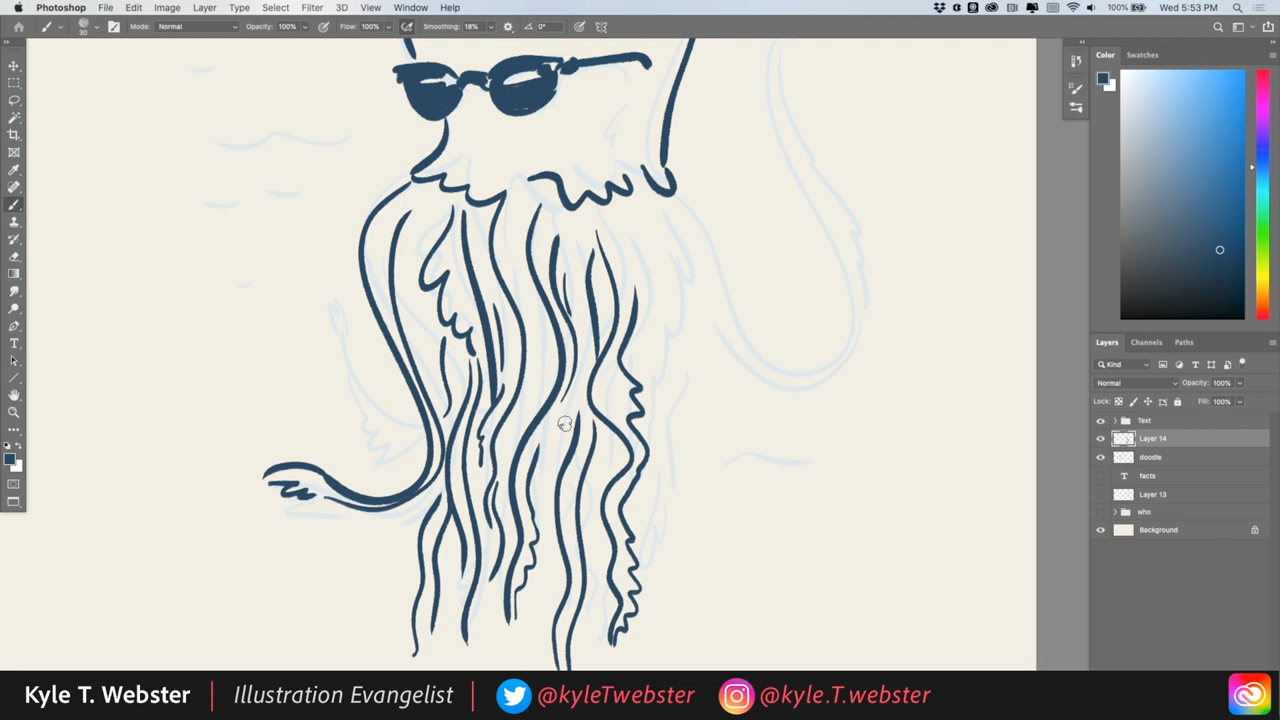 Photoshop File Edit Image Layer Type Select Filter 3D View Window Help 100% Wed 5:53 PM
30 Mode: Normal Opacity: 100% Flow: 100% Smoothing: 18% 0°
Color Swatches
Layers Channels Paths
Kind
Normal Opacity: 100%
Lock: Fill: 100%
Text
Layer 14
doodle
T facts
Layer 13
who
Background
Kyle T. Webster | Illustration Evangelist | @kyleTwebster @kyle.T.webster